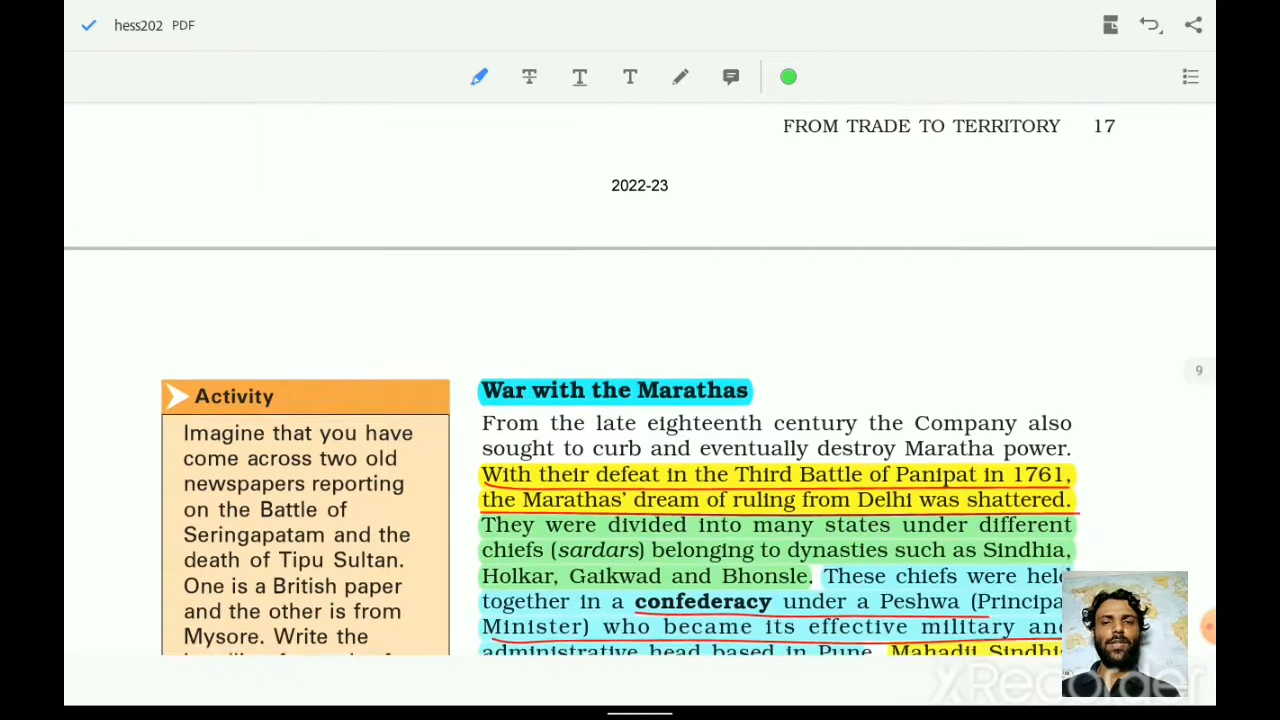 hess202 PDF
FROM TRADE TO TERRITORY 17
2022-23
9
Activity
Imagine that you have
come across two old
newspapers reporting
on the Battle of
Seringapatam and the
death of Tipu Sultan.
One is a British paper
and the other is from
Mysore. Write the
War with the Marathas
From the late eighteenth century the Company also
sought to curb and eventually destroy Maratha power.
With their defeat in the Third Battle of Panipat in 1761,
the Marathas' dream of ruling from Delhi was shattered.
They were divided into many states under different
chiefs (sardars) belonging to dynasties such as Sindhia,
Holkar, Gaikwad and Bhonsle. These chiefs were held
together in a confederacy under a Peshwa (Principa
Minister) who became its effective military and
administrative head based in Pune. Mahadji Sindhi
XRecorder